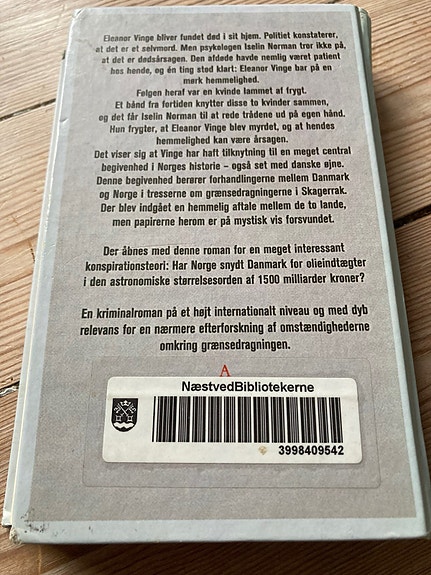 Eleanor Vinge bliver fundet død i sit hjem. Politiet konstaterer,
at det er et selvmord. Men psykologen Iselin Norman tror ikke på,
at det er dødsårsagen. Den afdøde havde nemlig været patient
hos hende, og én ting stod klart: Eleanor Vinge bar på en
mørk hemmelighed.
Følgen heraf var en kvinde lammet af frygt.
Et bånd fra fortiden knytter disse to kvinder sammen,
og det får Iselin Norman til at rede trådene ud på egen hånd.
Hun frygter, at Eleanor Vinge blev myrdet, og at hendes
hemmelighed kan være årsagen.
Det viser sig at Vinge har haft tilknytning til en meget central
begivenhed i Norges historie – også set med danske øjne.
Denne begivenhed berører forhandlingerne mellem Danmark
og Norge i tresserne om grænsedragningerne i Skagerrak.
Der blev indgået en hemmelig aftale mellem de to lande,
men papirerne herom er på mystisk vis forsvundet.
Der åbnes med denne roman for en meget interessant
konspirationsteori: Har Norge snydt Danmark for olieindtægter
i den astronomiske størrelsesorden af 1500 milliarder kroner?
En kriminalroman på et højt internationalt niveau og med dyb
relevans for en nærmere efterforskning af omstændighederne
omkring grænsedragningen.
A
NæstvedBibliotekerne
3998409542